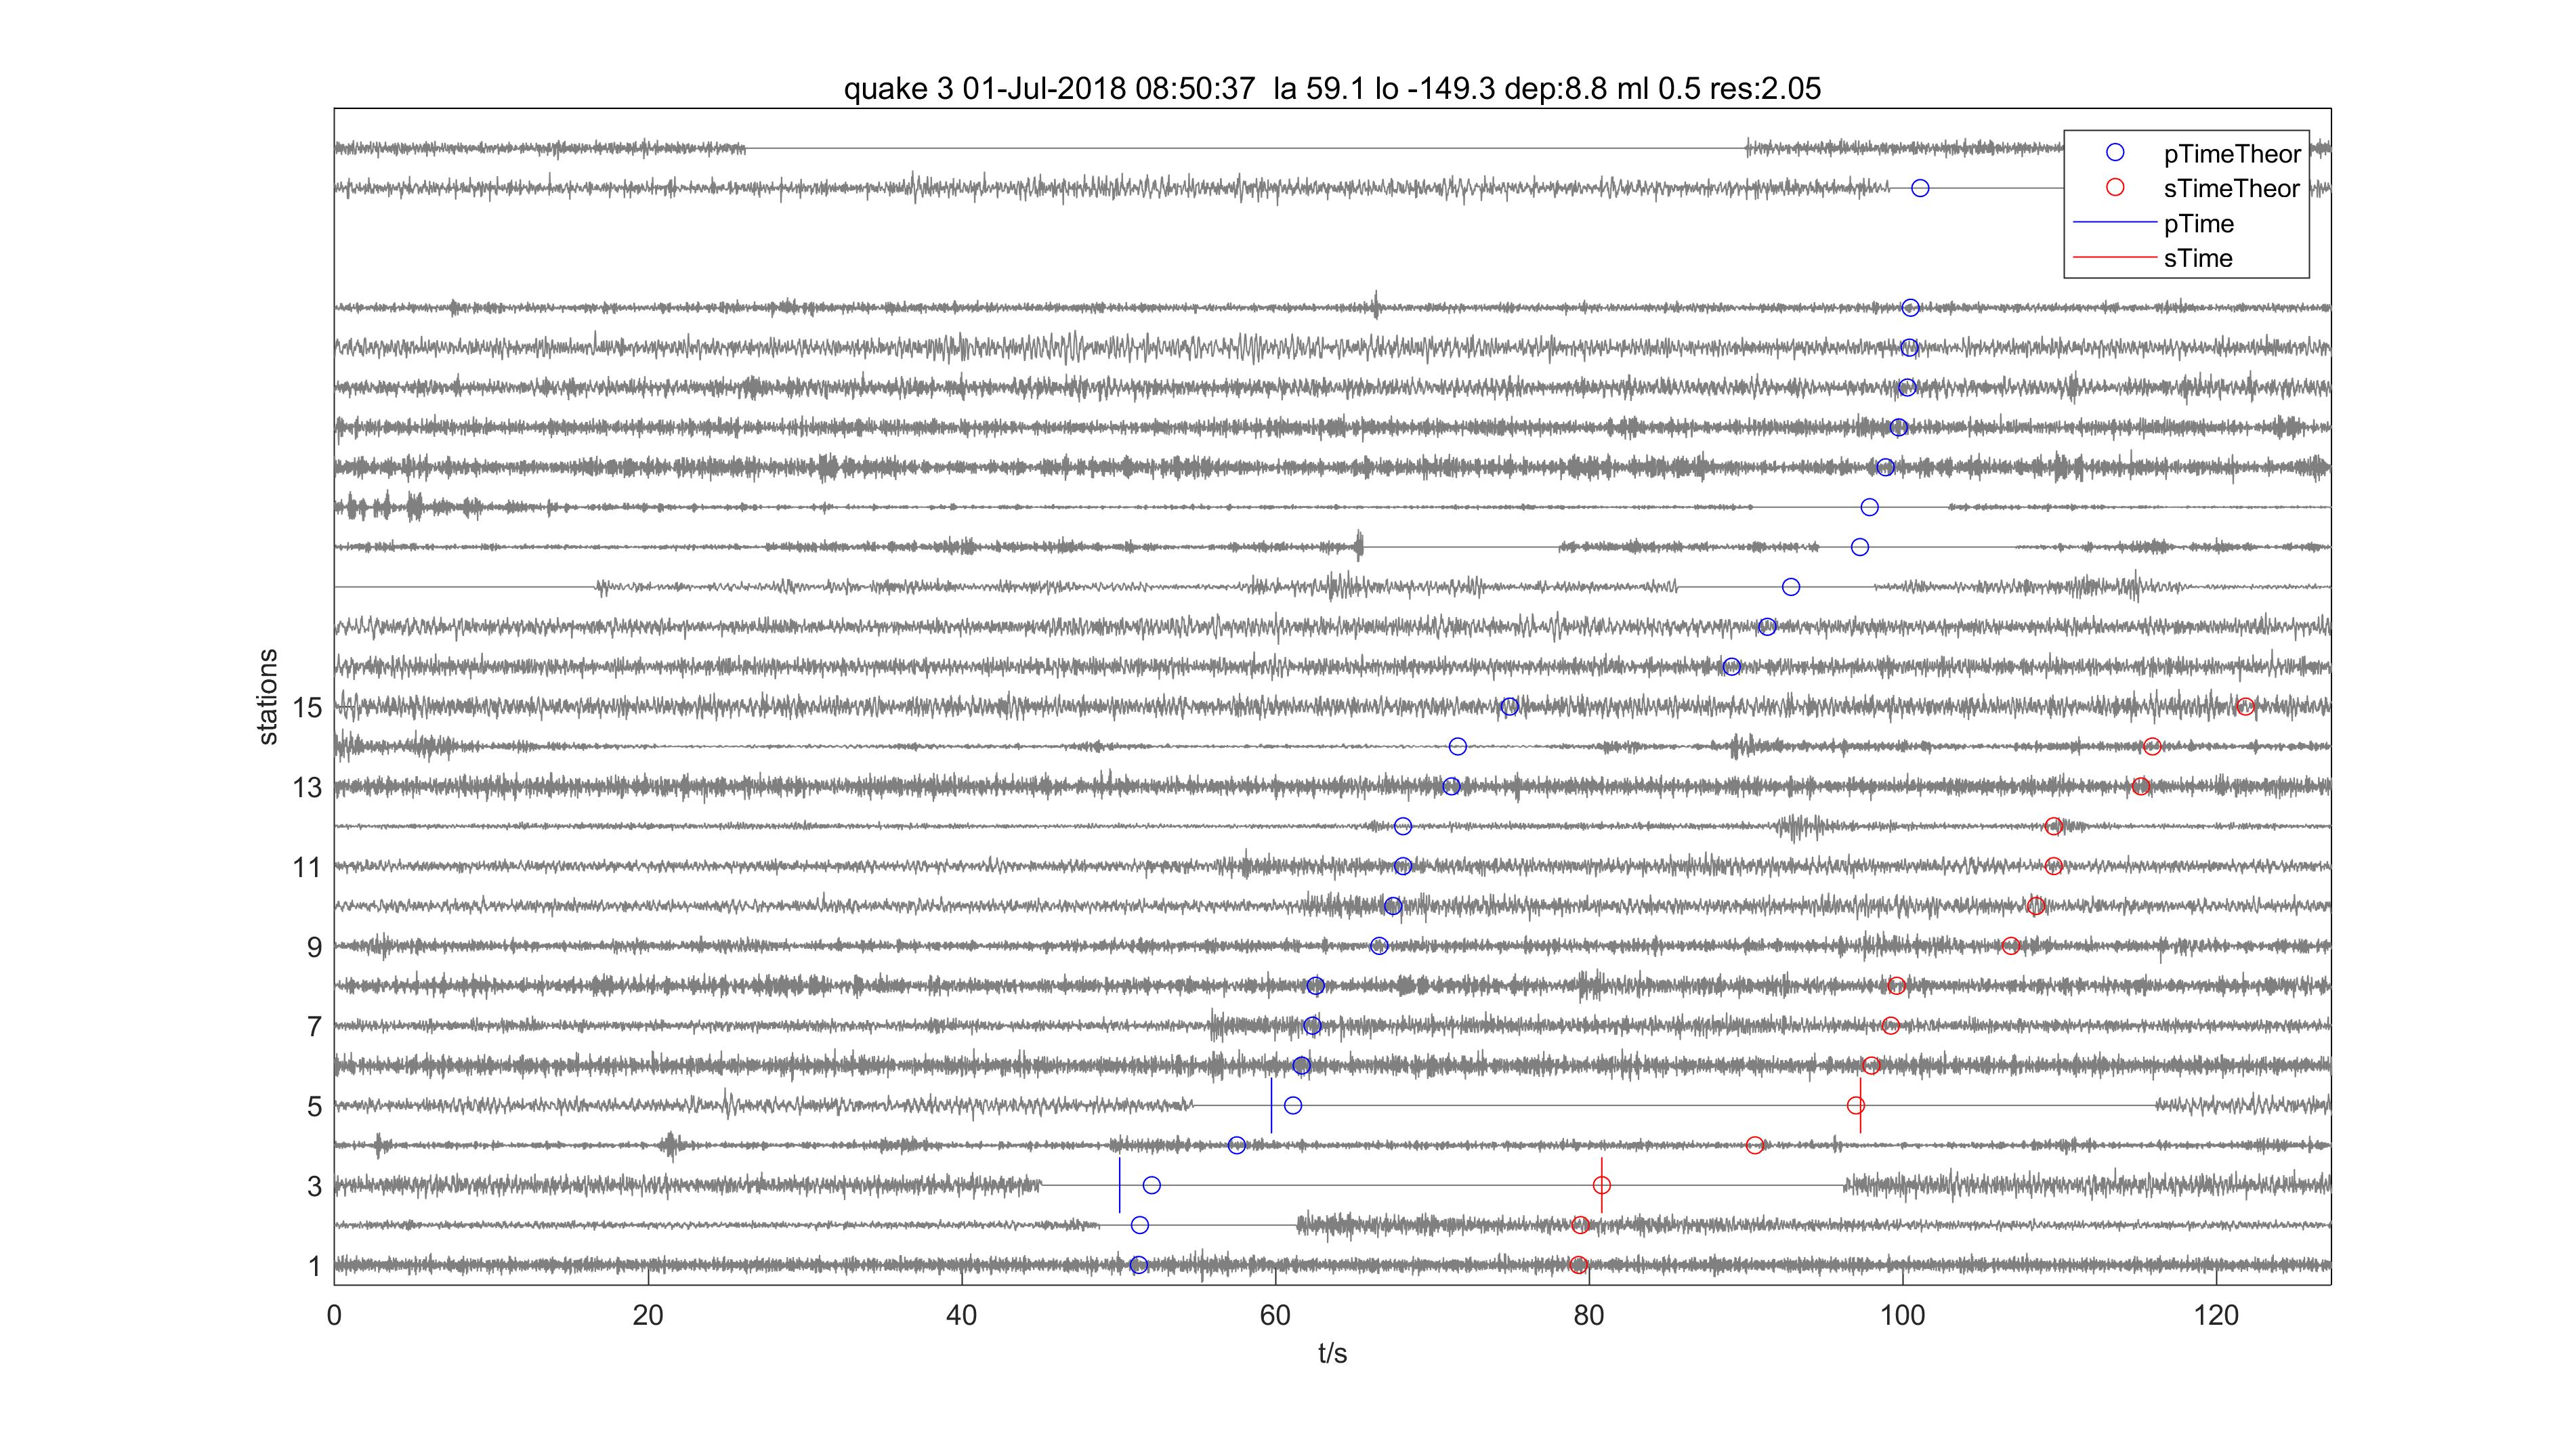 quake 3 01-Jul-2018 08:50:37  la 59.1 lo -149.3 dep:8.8 ml 0.5 res:2.05
pTimeTheor
sTimeTheor
pTime
sTime
stations
15
13
11
9
7
5
3
1
0 20 40 60 80 100 120
t/s